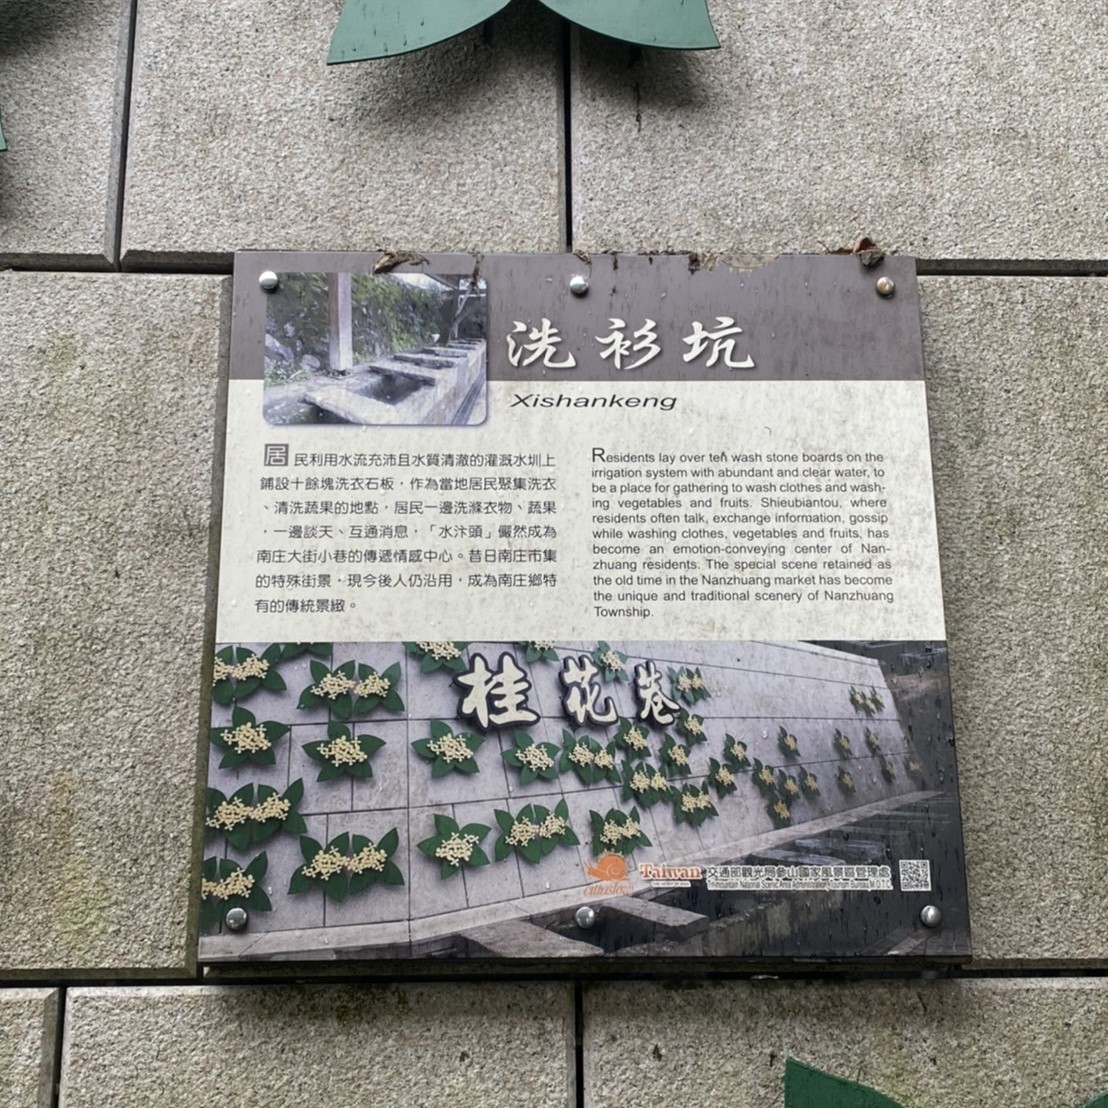 洗衫坑
Xishankeng
居民利用水流充沛且水質清澈的灌溉水圳上
鋪設十餘塊洗衣石板，作為當地居民聚集洗衣
、清洗蔬果的地點，居民一邊洗滌衣物、蔬果
，一邊談天、互通消息，「水汴頭」儼然成為
南庄大街小巷的傳遞情感中心。昔日南庄市集
的特殊街景，現今後人仍沿用，成為南庄鄉特
有的傳統景緻。
Residents lay over ten wash stone boards on the
irrigation system with abundant and clear water, to
be a place for gathering to wash clothes and wash-
ing vegetables and fruits. Shieubiantou, where
residents often talk, exchange information, gossip
while washing clothes, vegetables and fruits, has
become an emotion-conveying center of Nan-
zhuang residents. The special scene retained as
the old time in the Nanzhuang market has become
the unique and traditional scenery of Nanzhuang
Township.
桂花巷
cittaslow
Taiwan
交通部觀光局參山國家風景區管理處
Tri-mountain National Scenic Area Administration, Tourism Bureau, M.O.T.C.